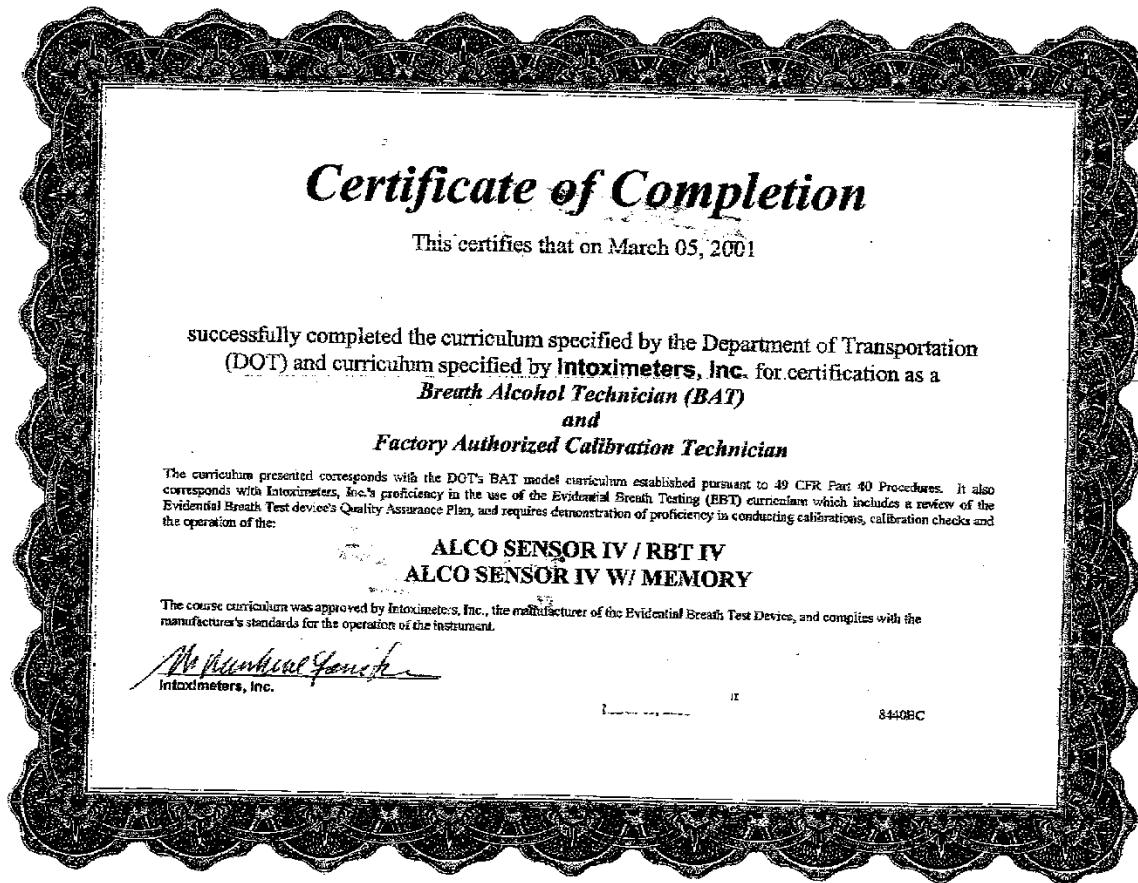 Certificate of Completion
This certifies that on March 05, 2001
successfully completed the curriculum specified by the Department of Transportation
(DOT) and curriculum specified by Intoximeters, Inc. for certification as a
Breath Alcohol Technician (BAT)
and
Factory Authorized Calibration Technician
The curriculum presented corresponds with the DOT's BAT model curriculum established pursuant to 49 CFR Part 40 Procedures. It also
corresponds with Intoximeters, Inc.'s proficiency in the use of the Evidential Breath Testing (EBT) curriculum which includes a review of the
Evidential Breath Test device's Quality Assurance Plan, and requires demonstration of proficiency in conducting calibrations, calibration checks and
the operation of the:
ALCO SENSOR IV / RBT IV
ALCO SENSOR IV W/ MEMORY
The course curriculum was approved by Intoximeters, Inc., the manufacturer of the Evidential Breath Test Device, and complies with the
manufacturer's standards for the operation of the instrument.
Intoximeters, Inc.
8440BC